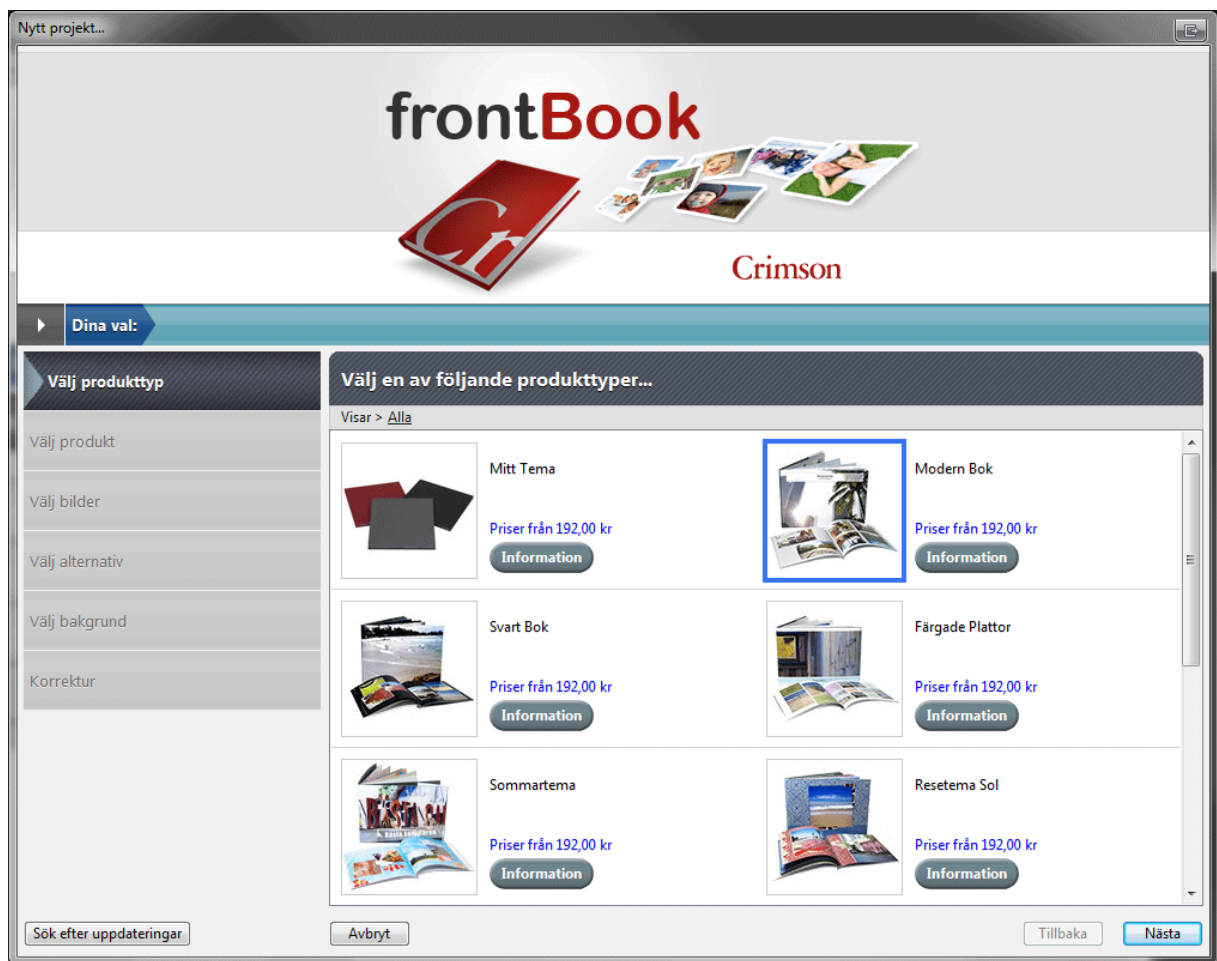 Nytt projekt...
frontBook
Cr
Crimson
Dina val:
Välj produkttyp
Välj produkt
Välj bilder
Välj alternativ
Välj bakgrund
Korrektur
Välj en av följande produkttyper...
Visar > Alla
Mitt Tema
Priser från 192,00 kr
Information
Modern Bok
Priser från 192,00 kr
Information
Svart Bok
Priser från 192,00 kr
Information
Färgade Plattor
Priser från 192,00 kr
Information
Sommartema
Priser från 192,00 kr
Information
Resetema Sol
Priser från 192,00 kr
Information
Sök efter uppdateringar
Avbryt
Tillbaka
Nästa